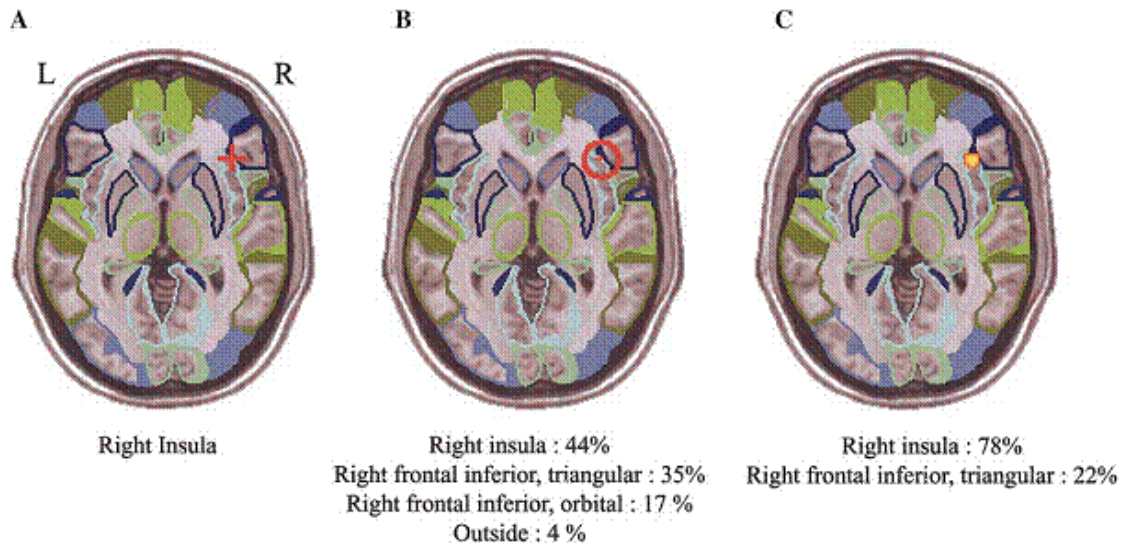 A
B
C
L
R
Right Insula
Right insula : 44%
Right frontal inferior, triangular : 35%
Right frontal inferior, orbital : 17 %
Outside : 4 %
Right insula : 78%
Right frontal inferior, triangular : 22%